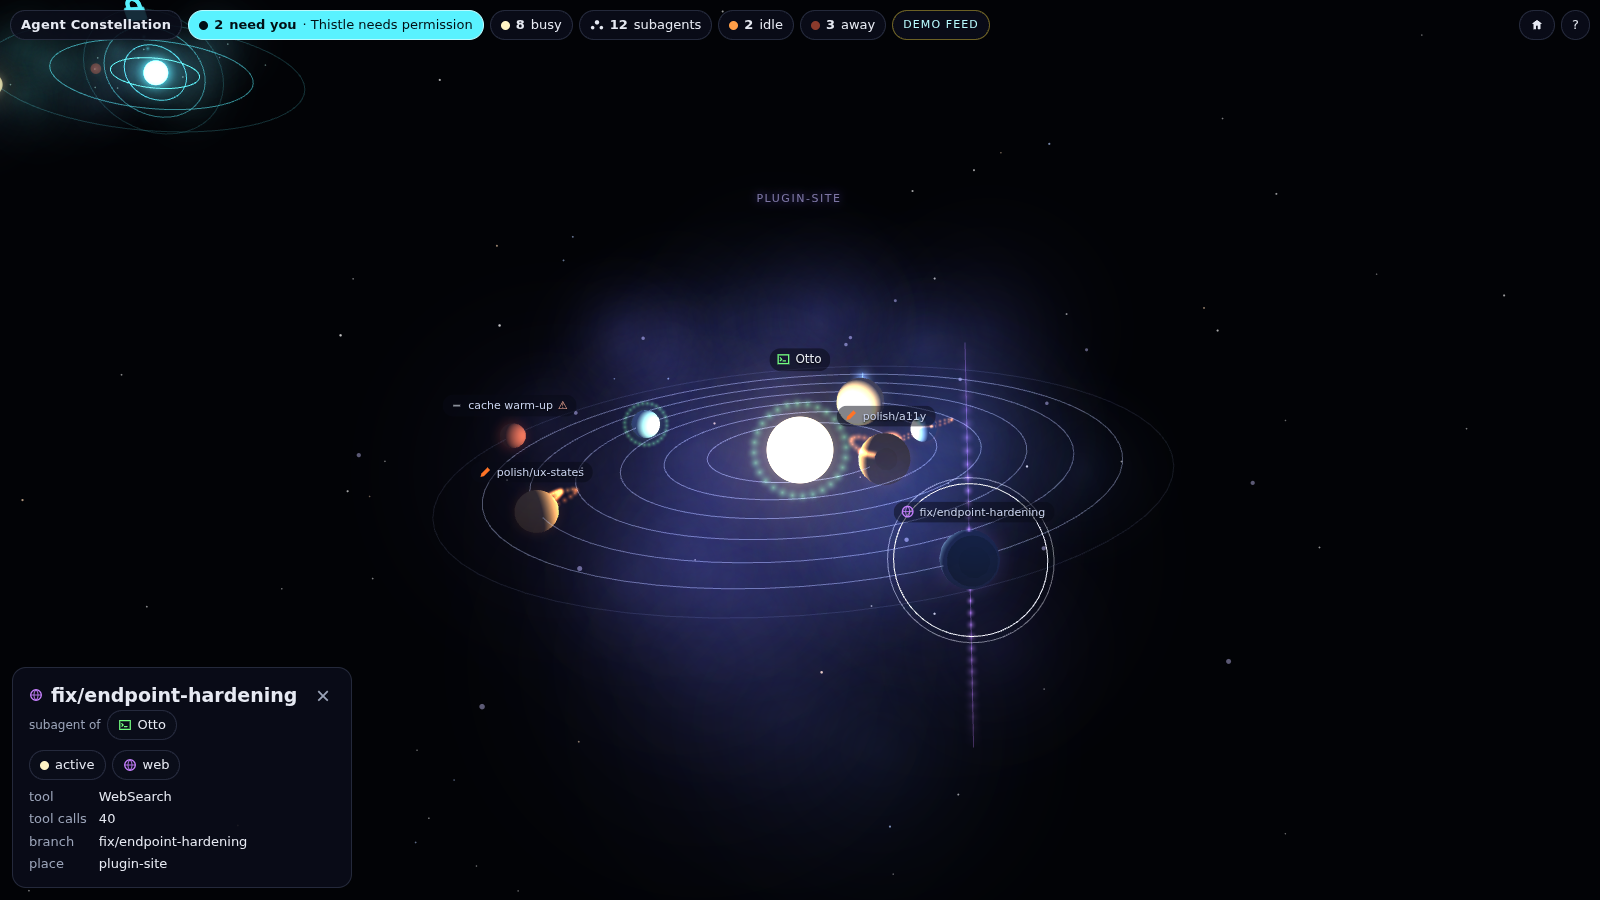 Agent Constellation
2 need you · Thistle needs permission
8 busy
12 subagents
2 idle
3 away
DEMO FEED
?
PLUGIN-SITE
Otto
cache warm-up ⚠
polish/a11y
polish/ux-states
fix/endpoint-hardening
fix/endpoint-hardening ✕
subagent of Otto
active web
tool WebSearch
tool calls 40
branch fix/endpoint-hardening
place plugin-site